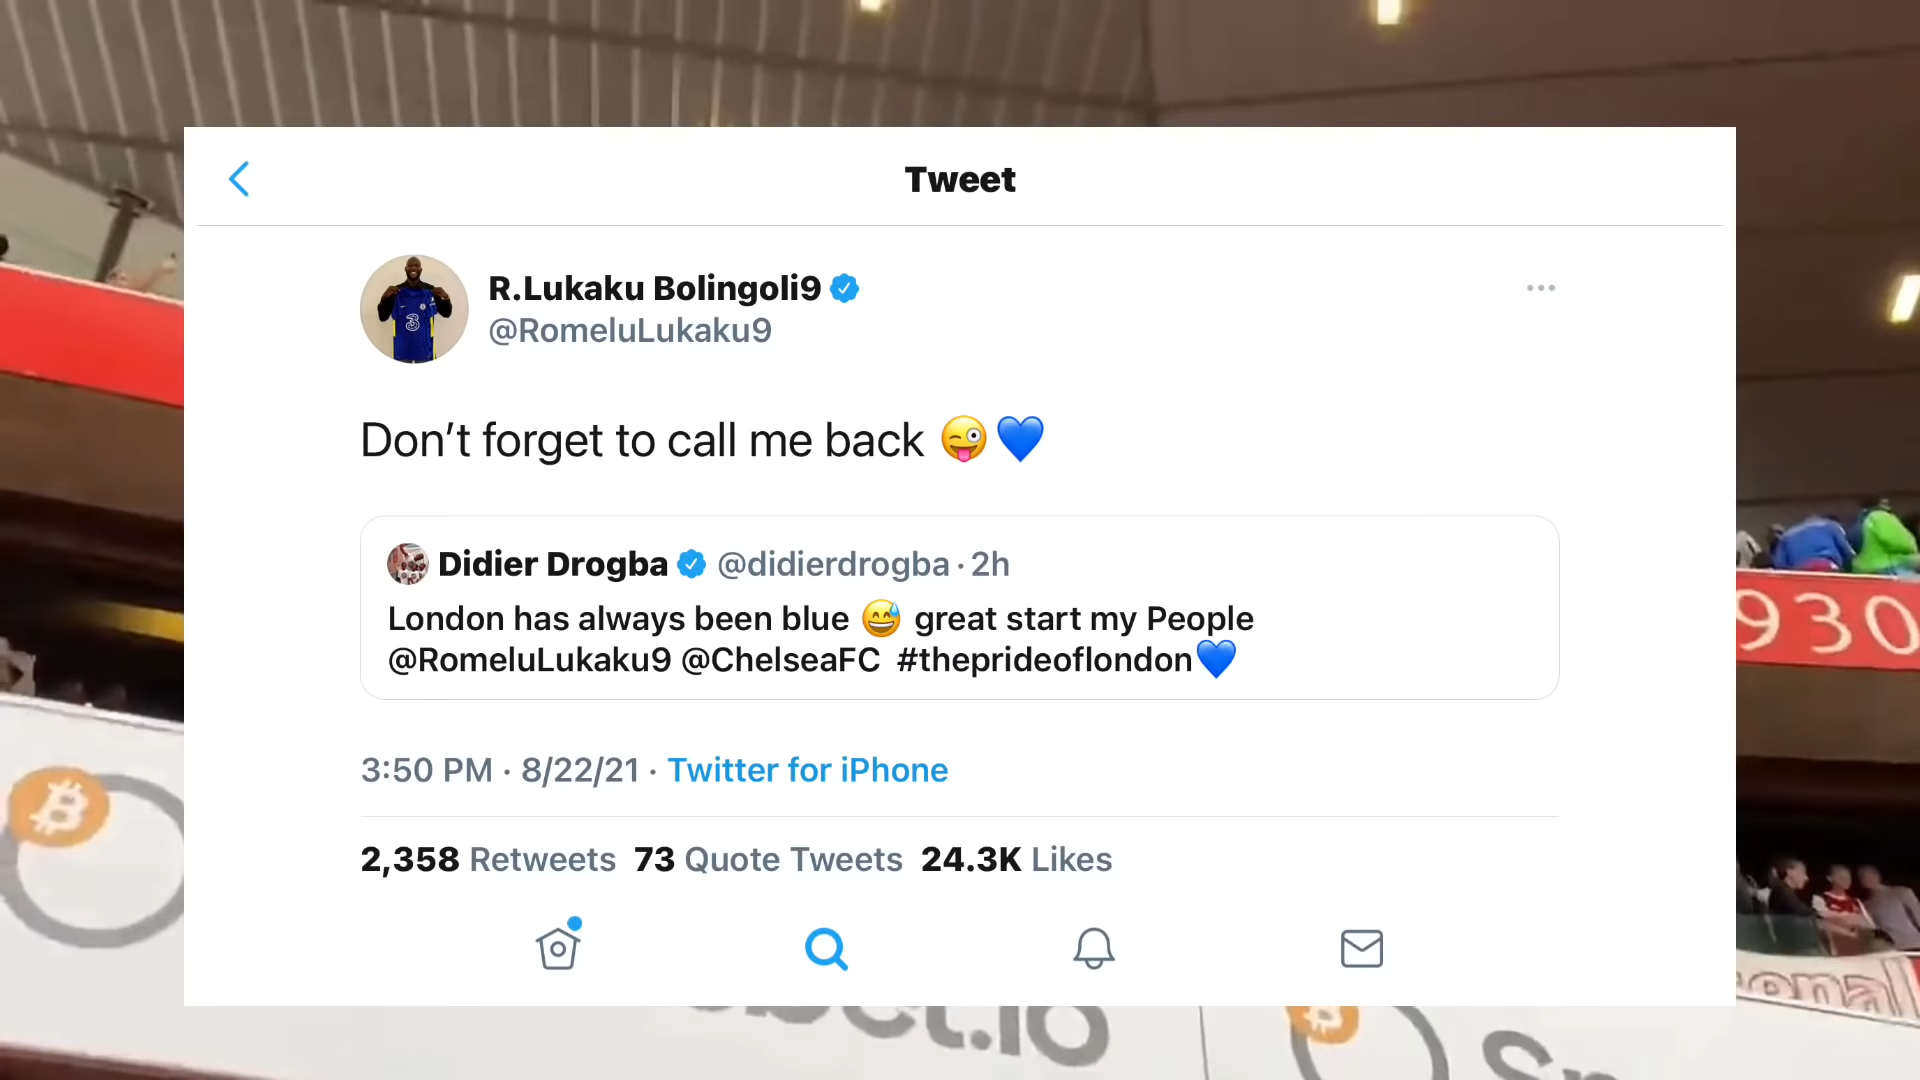 Tweet
R.Lukaku Bolingoli9
@RomeluLukaku9
Don’t forget to call me back 😜💙
Didier Drogba @didierdrogba · 2h
London has always been blue 😅 great start my People
@RomeluLukaku9 @ChelseaFC #theprideoflondon💙
3:50 PM · 8/22/21 · Twitter for iPhone
2,358 Retweets 73 Quote Tweets 24.3K Likes
3
930